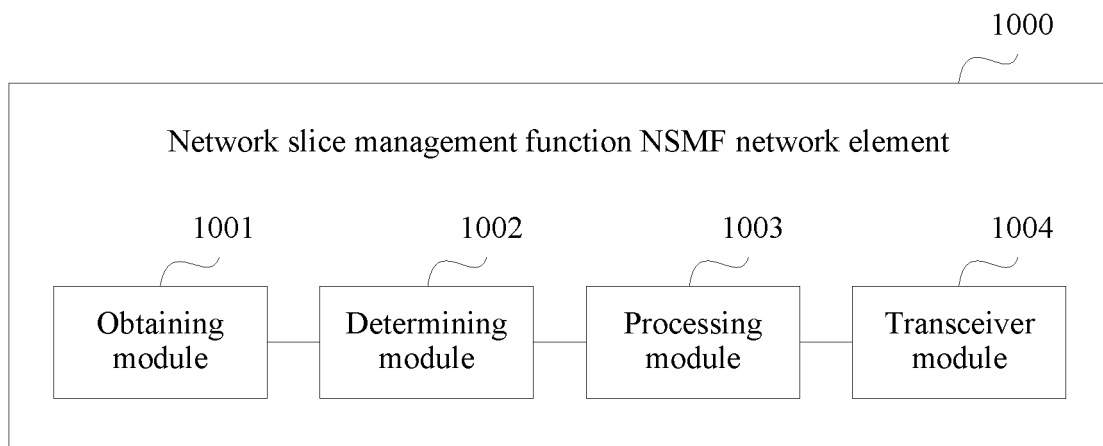 1000
Network slice management function NSMF network element
1001 1002 1003 1004
Obtaining module
Determining module
Processing module
Transceiver module